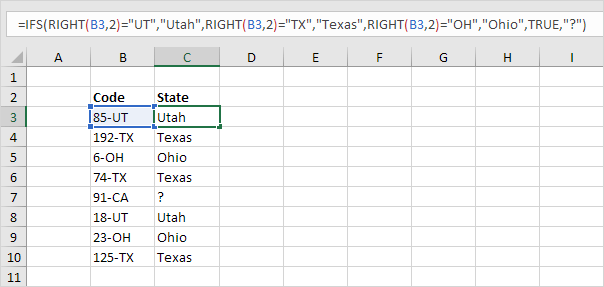 =IFS(RIGHT(B3,2)="UT","Utah",RIGHT(B3,2)="TX","Texas",RIGHT(B3,2)="OH","Ohio",TRUE,"?")
A B C D E F G H I
1
2 Code State
3 85-UT Utah
4 192-TX Texas
5 6-OH Ohio
6 74-TX Texas
7 91-CA ?
8 18-UT Utah
9 23-OH Ohio
10 125-TX Texas
11